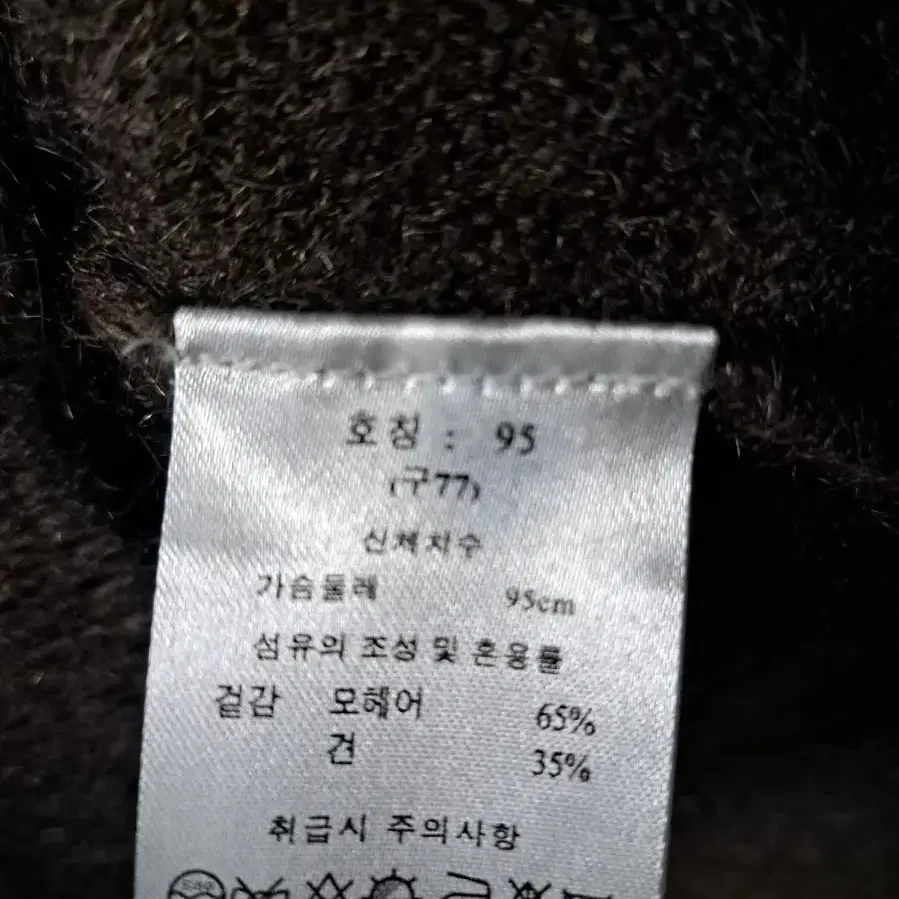 호칭 : 95
(구77)
신체치수
가슴둘레 95cm
섬유의 조성 및 혼용률
겉감 모헤어 65%
견 35%
취급시 주의사항